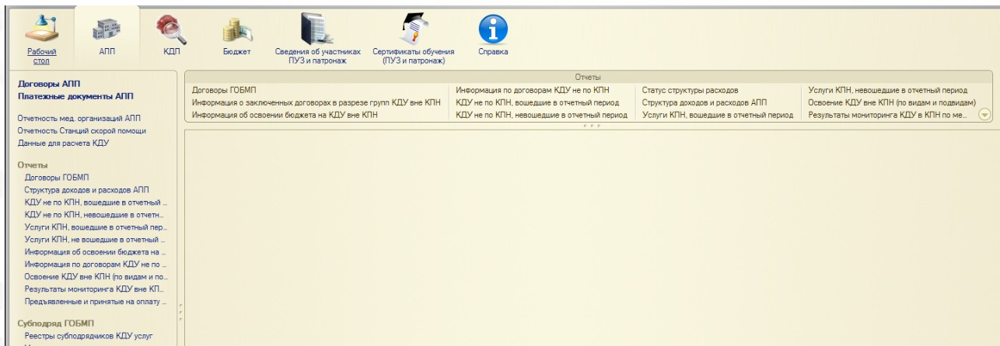 Рабочий
стол
АПП
КДП
Бюджет
Сведения об участниках
ПУЗ и патронаж
Сертификаты обучения
(ПУЗ и патронаж)
Справка
Договоры АПП
Платежные документы АПП
Отчетность мед. организаций АПП
Отчетность Станций скорой помощи
Данные для расчета КДУ
Отчеты
Договоры ГОБМП
Структура доходов и расходов АПП
КДУ не по КПН, вошедшие в отчетный ...
КДУ не по КПН, невошедшие в отчетн...
Услуги КПН, вошедшие в отчетный пер...
Услуги КПН, не вошедшие в отчетный ...
Информация об освоении бюджета на ...
Информация по договорам КДУ не по ...
Освоение КДУ вне КПН (по видам и по...
Результаты мониторинга КДУ вне КП...
Предъявленные и принятые на оплату ...
Субподряд ГОБМП
Реестры субподрядчиков КДУ услуг
Отчеты
Договоры ГОБМП
Информация о заключенных договорах в разрезе групп КДУ вне КПН
Информация об освоении бюджета на КДУ вне КПН
Информация по договорам КДУ не по КПН
КДУ не по КПН, вошедшие в отчетный период
КДУ не по КПН, невошедшие в отчетный период
Статус структуры расходов
Структура доходов и расходов АПП
Услуги КПН, вошедшие в отчетный период
Услуги КПН, невошедшие в отчетный период
Освоение КДУ вне КПН (по видам и подвидам)
Результаты мониторинга КДУ в КПН по ме...